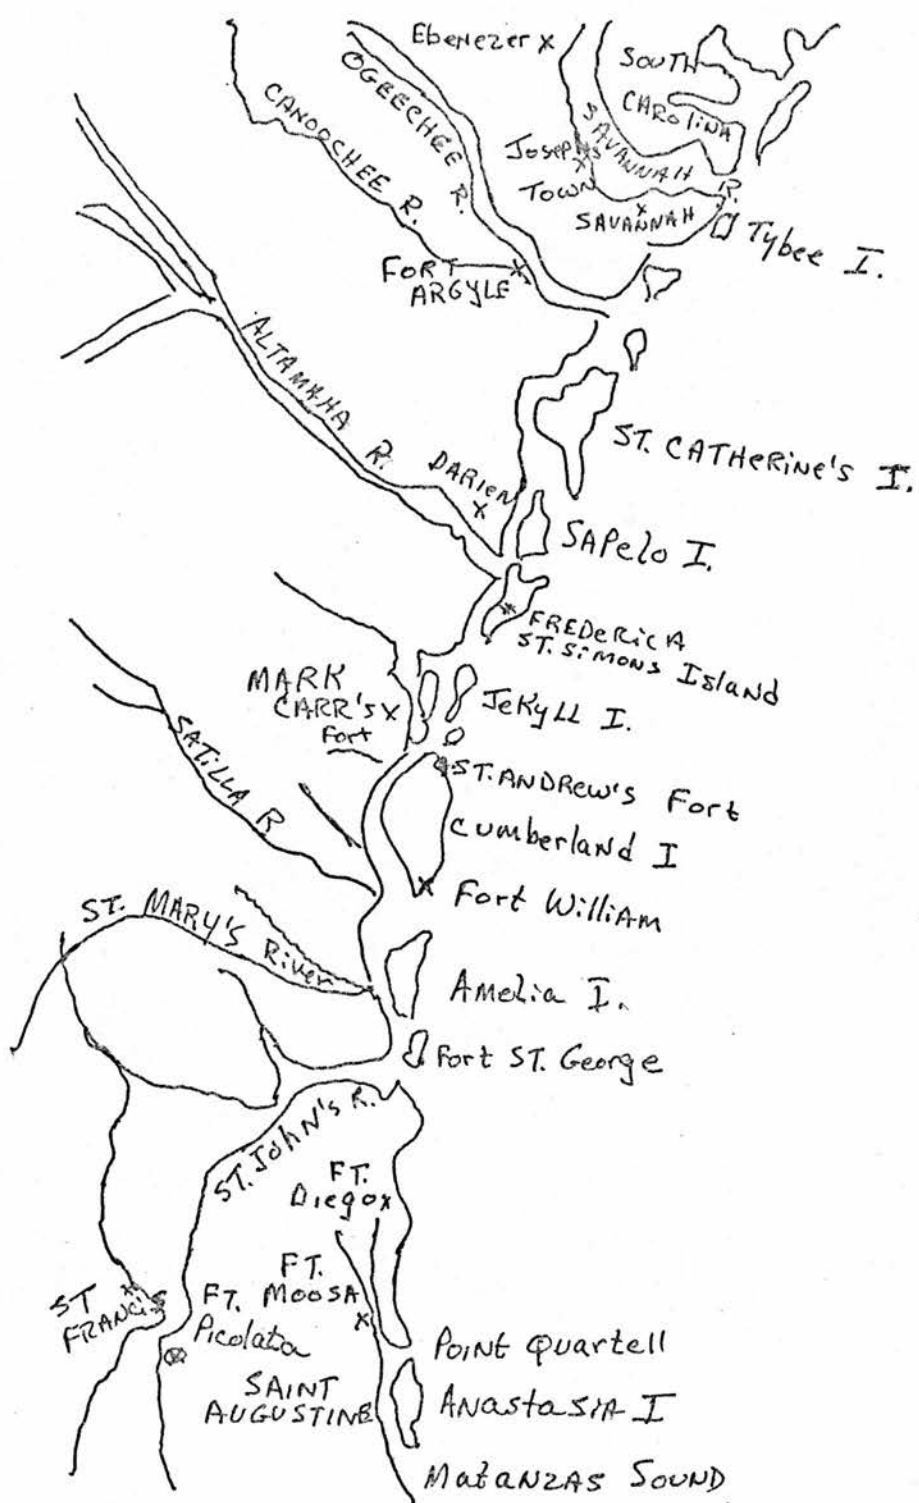 Ebenezer x
SOUTH
CAROLINA
OGEECHEE R.
CANOOCHEE R.
SAVANNAH R.
Josephs
Town
SAVANNAH
Tybee I.
FORT
ARGYLE
ALTAMAHA R.
DARIEN
ST. CATHERINE'S I.
SAPelo I.
FREDERICA
ST. SIMONS Island
MARK
CARR'S x
Fort
JeKyLL I.
SATILLA R
ST. ANDREW'S Fort
Cumberland I
Fort William
ST. MARY'S River
Amelia I.
Fort ST. George
ST. JOHN'S R.
FT.
Diego x
FT.
MOOSA
x
ST
FRANCIS
FT.
Picolata
POINT Quartell
SAINT
AUGUSTINE
ANastasia I
MatANZAS SOUND